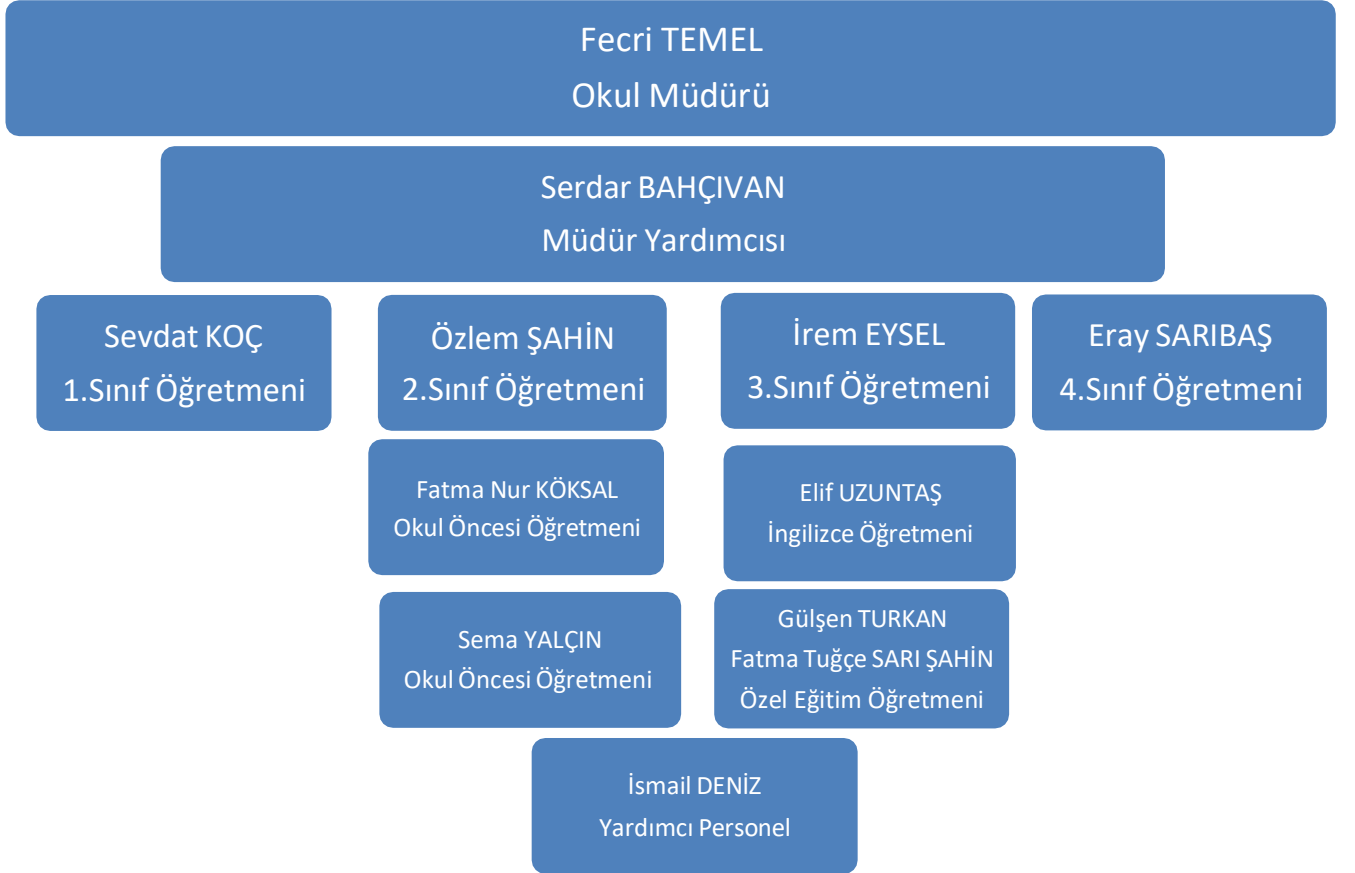 Fecri TEMEL
Okul Müdürü
Serdar BAHÇIVAN
Müdür Yardımcısı
Sevdat KOÇ
1.Sınıf Öğretmeni
Özlem ŞAHİN
2.Sınıf Öğretmeni
İrem EYSEL
3.Sınıf Öğretmeni
Eray SARIBAŞ
4.Sınıf Öğretmeni
Fatma Nur KÖKSAL
Okul Öncesi Öğretmeni
Elif UZUNTAŞ
İngilizce Öğretmeni
Sema YALÇIN
Okul Öncesi Öğretmeni
Gülşen TURKAN
Fatma Tuğçe SARI ŞAHİN
Özel Eğitim Öğretmeni
İsmail DENİZ
Yardımcı Personel